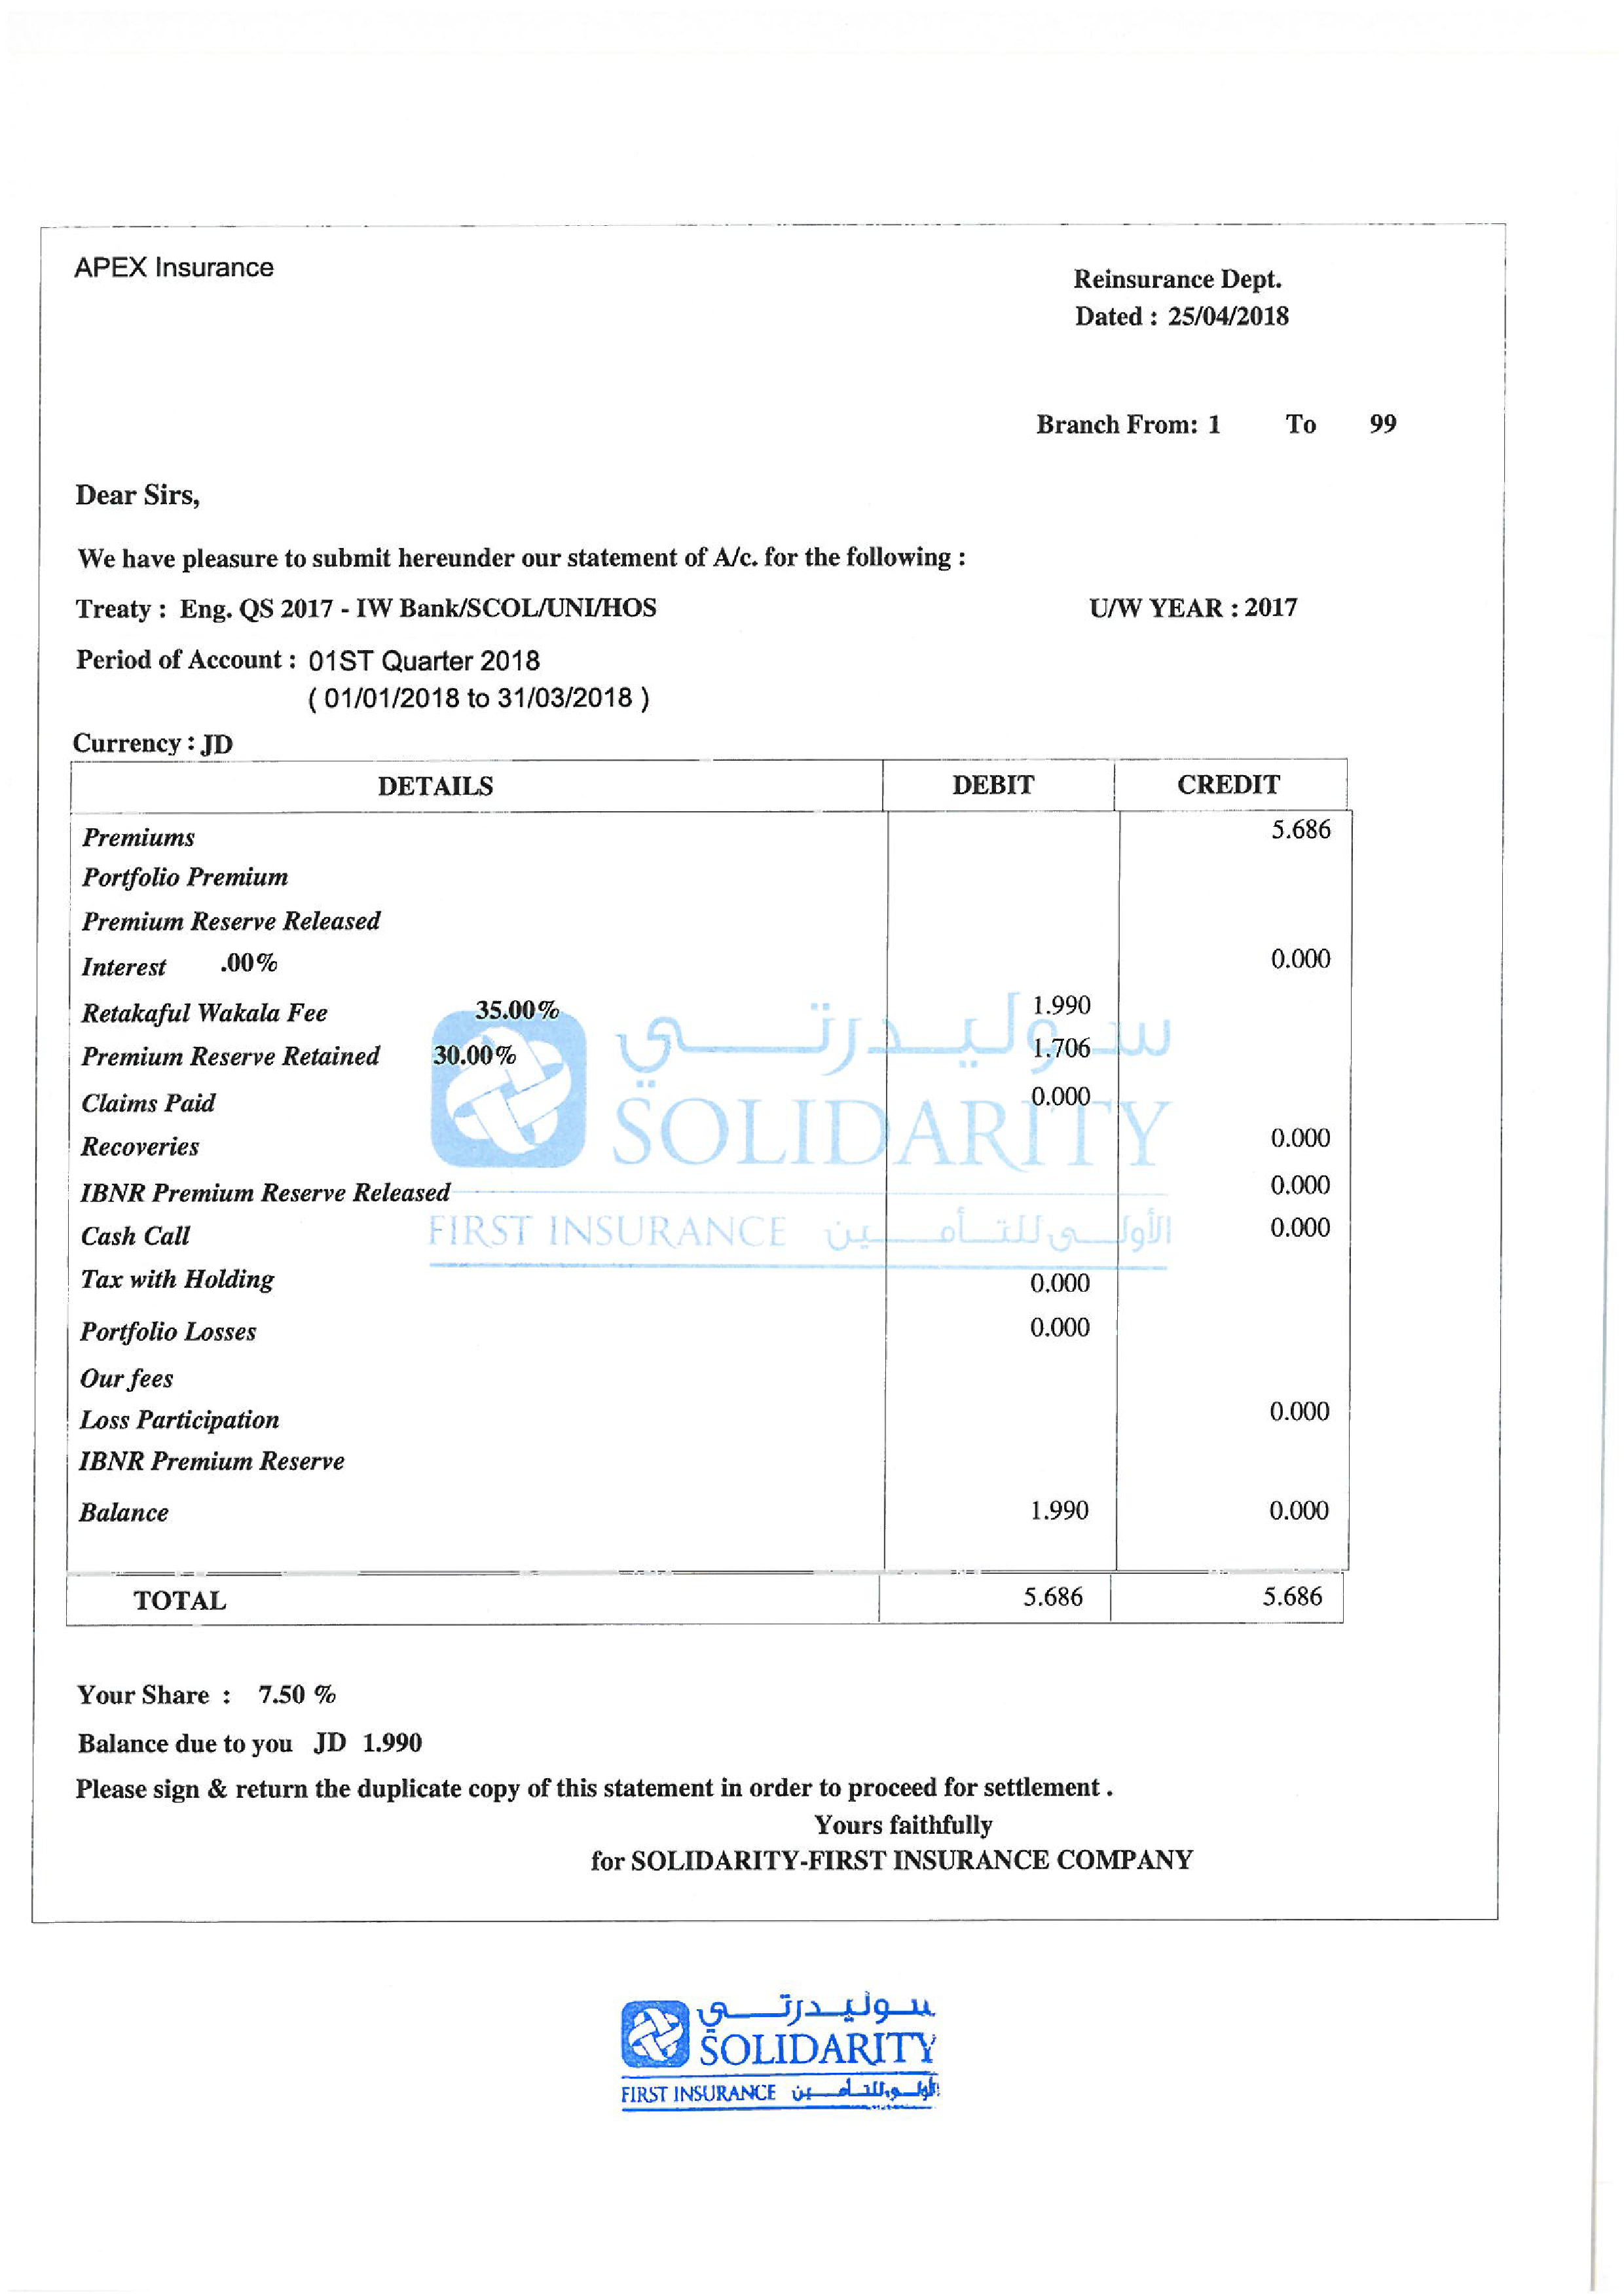 APEX Insurance
Reinsurance Dept.
Dated : 25/04/2018
Branch From: 1 To 99
Dear Sirs,
We have pleasure to submit hereunder our statement of A/c. for the following :
Treaty : Eng. QS 2017 - IW Bank/SCOL/UNI/HOS U/W YEAR : 2017
Period of Account : 01ST Quarter 2018
( 01/01/2018 to 31/03/2018 )
Currency : JD
DETAILS DEBIT CREDIT
Premiums 5.686
Portfolio Premium
Premium Reserve Released
Interest .00% 0.000
Retakaful Wakala Fee 35.00% 1.990
Premium Reserve Retained 30.00% 1.706
Claims Paid 0.000
Recoveries 0.000
IBNR Premium Reserve Released 0.000
Cash Call 0.000
Tax with Holding 0.000
Portfolio Losses 0.000
Our fees
Loss Participation 0.000
IBNR Premium Reserve
Balance 1.990 0.000
TOTAL 5.686 5.686
سوليدرتي
SOLIDARITY
FIRST INSURANCE الأولى للتأمين
Your Share : 7.50 %
Balance due to you JD 1.990
Please sign & return the duplicate copy of this statement in order to proceed for settlement .
Yours faithfully
for SOLIDARITY-FIRST INSURANCE COMPANY
سوليدرتي
SOLIDARITY
FIRST INSURANCE الأولى للتأمين